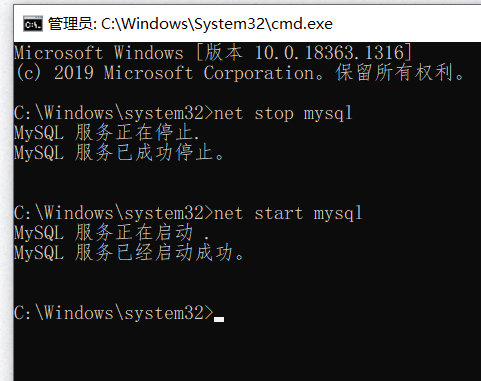 管理员: C:\Windows\System32\cmd.exe
Microsoft Windows [版本 10.0.18363.1316]
(c) 2019 Microsoft Corporation。保留所有权利。
C:\Windows\system32>net stop mysql
MySQL 服务正在停止.
MySQL 服务已成功停止。
C:\Windows\system32>net start mysql
MySQL 服务正在启动 .
MySQL 服务已经启动成功。
C:\Windows\system32>